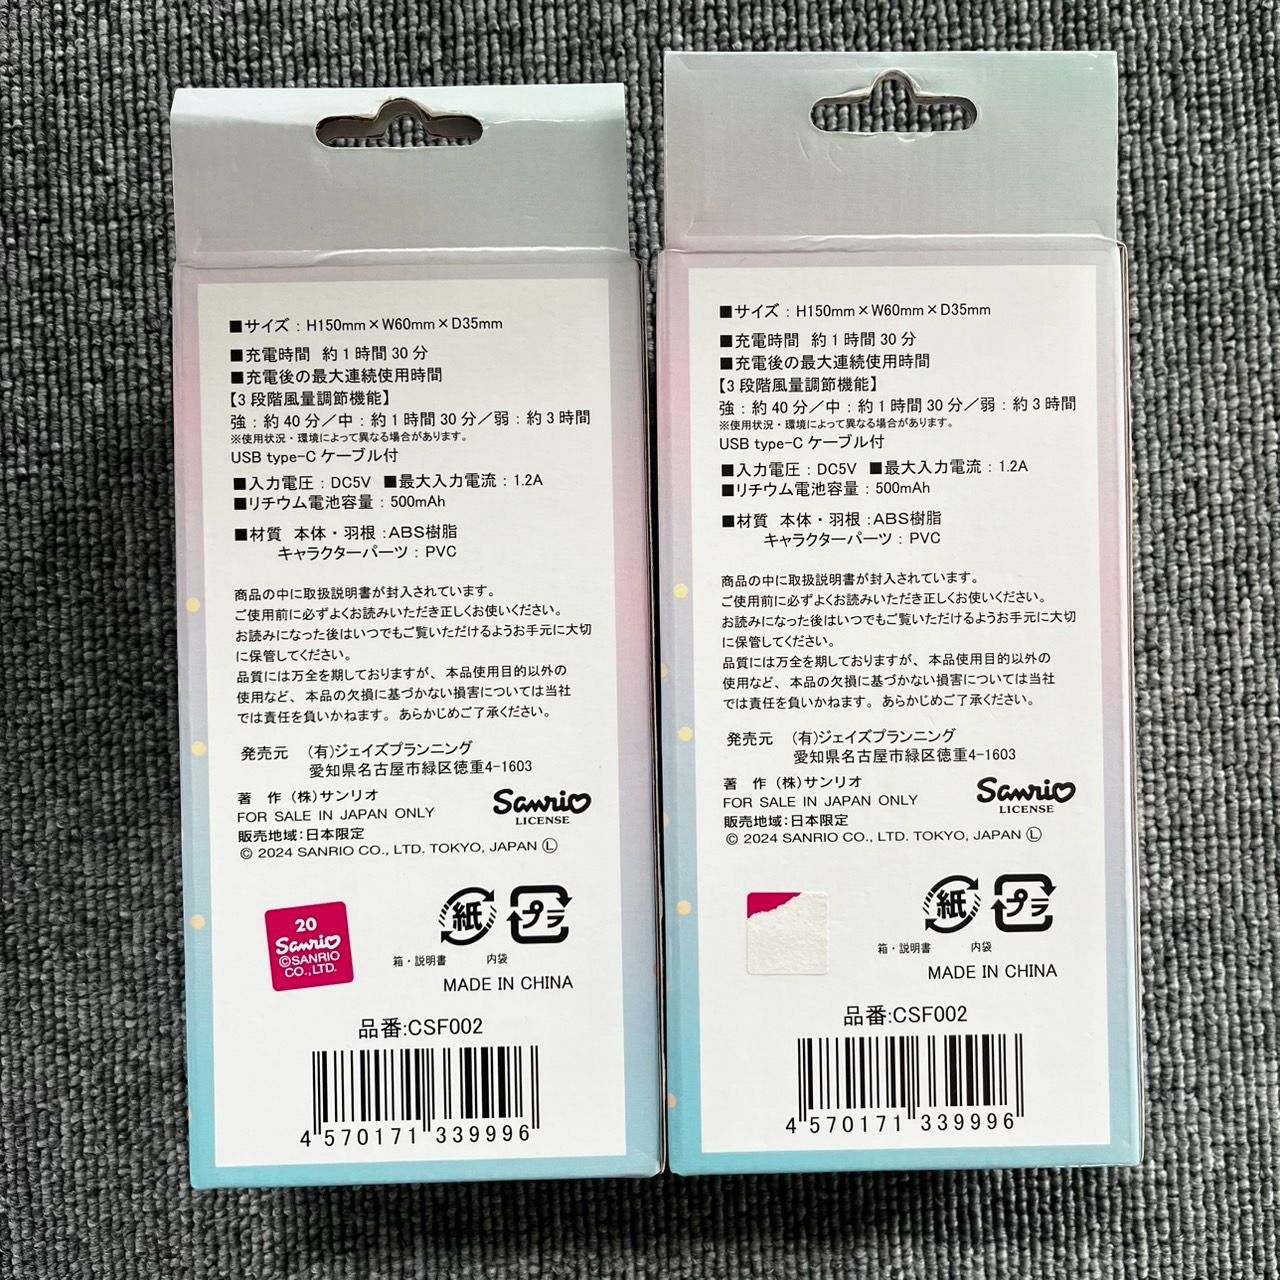 ■サイズ：H150mm×W60mm×D35mm
■充電時間 約1時間30分
■充電後の最大連続使用時間
【3段階風量調節機能】
強：約40分／中：約1時間30分／弱：約3時間
※使用状況・環境によって異なる場合があります。
USB type-C ケーブル付
■入力電圧：DC5V ■最大入力電流：1.2A
■リチウム電池容量：500mAh
■材質 本体・羽根：ABS樹脂
キャラクターパーツ：PVC
商品の中に取扱説明書が封入されています。
ご使用前に必ずよくお読みいただき正しくお使いください。
お読みになった後はいつでもご覧いただけるようお手元に大切
に保管してください。
品質には万全を期しておりますが、本品使用目的以外の
使用など、本品の欠損に基づかない損害については当社
では責任を負いかねます。あらかじめご了承ください。
発売元 (有)ジェイズプランニング
愛知県名古屋市緑区徳重4-1603
著 作 (株)サンリオ
FOR SALE IN JAPAN ONLY
販売地域：日本限定
© 2024 SANRIO CO., LTD. TOKYO, JAPAN Ⓛ
Sanrio
LICENSE
20
Sanrio
©SANRIO
CO.,LTD.
紙
プラ
箱・説明書 内袋
MADE IN CHINA
品番:CSF002
4 570171 339996
■サイズ：H150mm×W60mm×D35mm
■充電時間 約1時間30分
■充電後の最大連続使用時間
【3段階風量調節機能】
強：約40分／中：約1時間30分／弱：約3時間
※使用状況・環境によって異なる場合があります。
USB type-C ケーブル付
■入力電圧：DC5V ■最大入力電流：1.2A
■リチウム電池容量：500mAh
■材質 本体・羽根：ABS樹脂
キャラクターパーツ：PVC
商品の中に取扱説明書が封入されています。
ご使用前に必ずよくお読みいただき正しくお使いください。
お読みになった後はいつでもご覧いただけるようお手元に大切
に保管してください。
品質には万全を期しておりますが、本品使用目的以外の
使用など、本品の欠損に基づかない損害については当社
では責任を負いかねます。あらかじめご了承ください。
発売元 (有)ジェイズプランニング
愛知県名古屋市緑区徳重4-1603
著 作 (株)サンリオ
FOR SALE IN JAPAN ONLY
販売地域：日本限定
© 2024 SANRIO CO., LTD. TOKYO, JAPAN Ⓛ
Sanrio
LICENSE
紙
プラ
箱・説明書 内袋
MADE IN CHINA
品番:CSF002
4 570171 339996